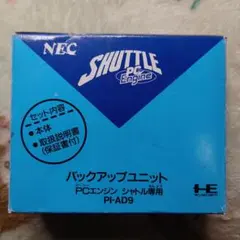 NEC
SHUTTLE
PC
Engine
セット内容
●本体
●取扱説明書
(保証書付)
バックアップユニット
PCエンジン シャトル専用
PI-AD9
HE